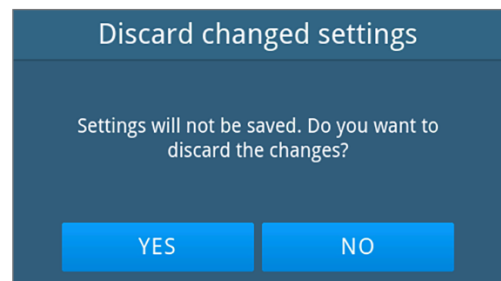 Discard changed settings
Settings will not be saved. Do you want to
discard the changes?
YES
NO